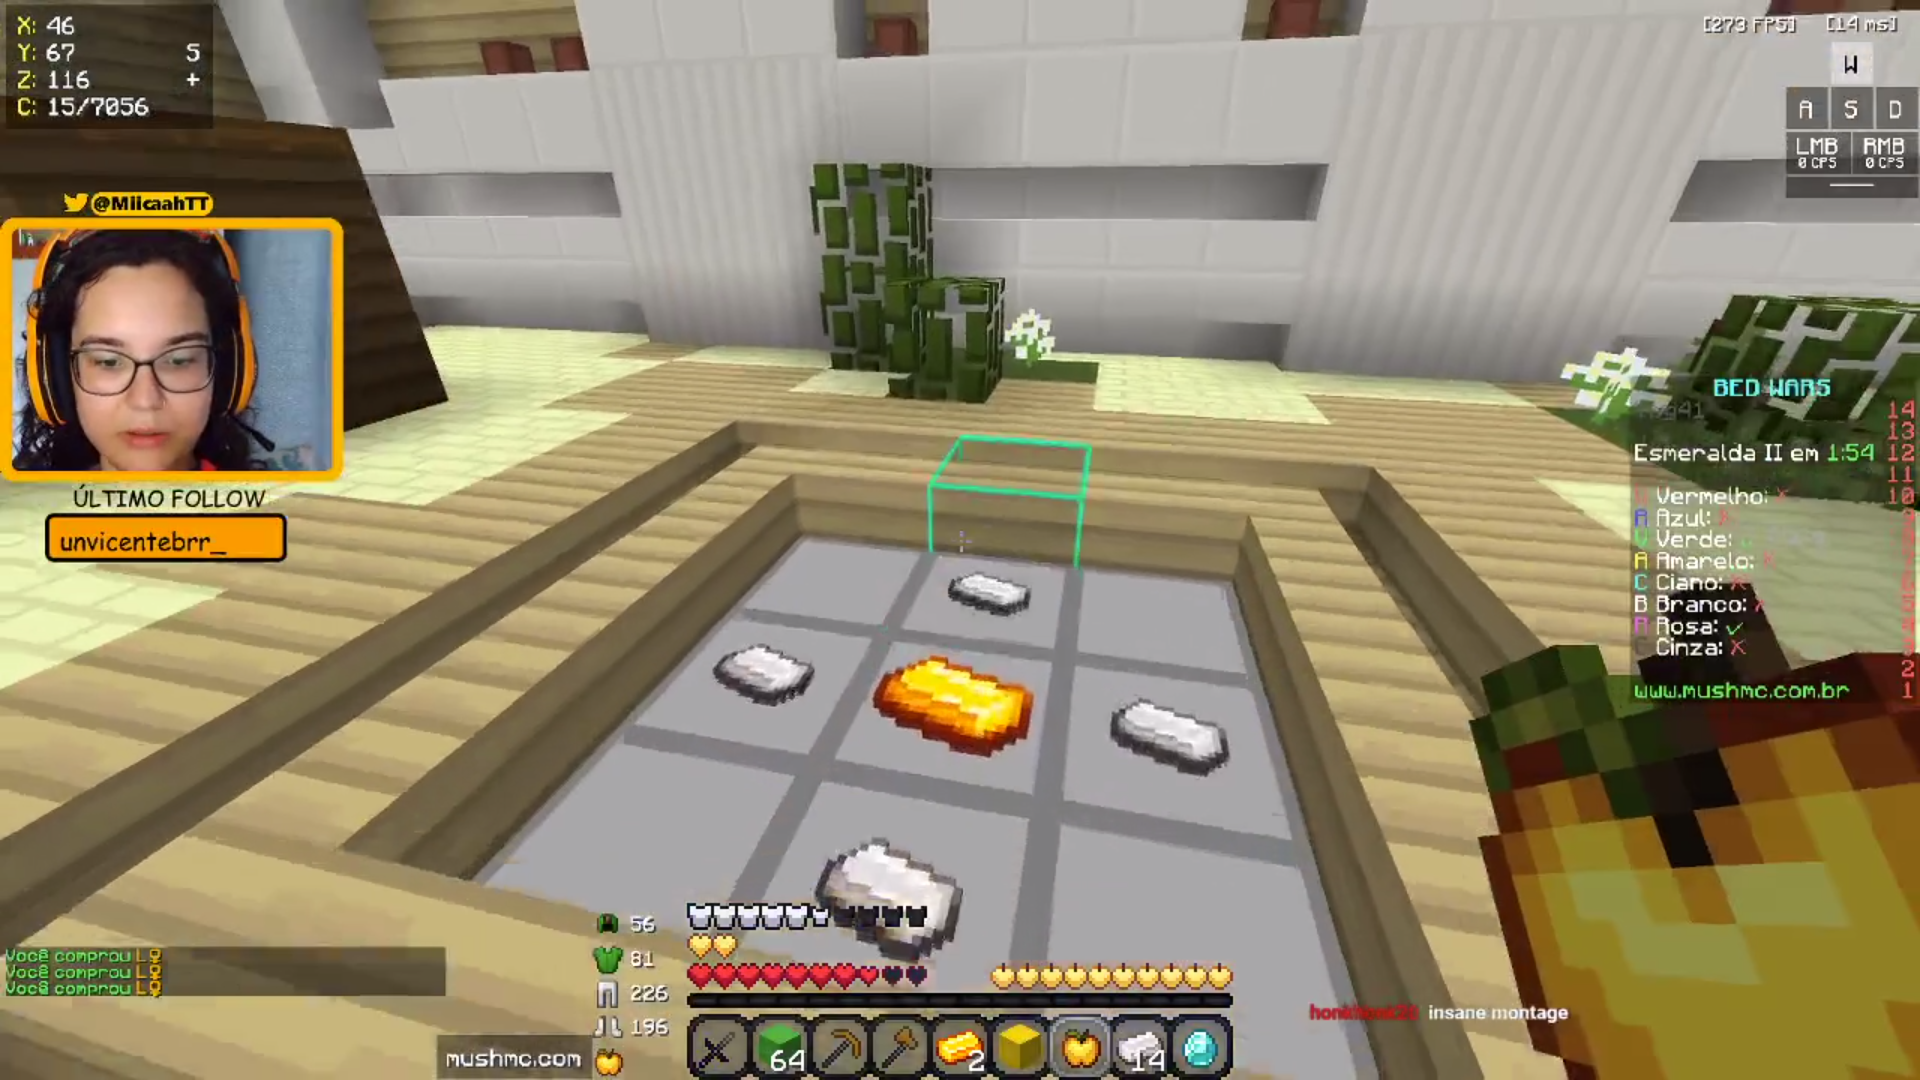 X: 46
Y: 67 5
Z: 116 +
C: 15/7056
[273 FPS] [14 ms]
W
A S D
LMB RMB
0 CPS 0 CPS
@MiicaahTT
ÚLTIMO FOLLOW
unvicentebrr_
BED WARS
14
13
Esmeralda II em 1:54 12
11
Vermelho: 10
A Azul:
V Verde:
A Amarelo:
C Ciano:
B Branco:
R Rosa: ✓
Cinza: X
2
www.mushmc.com.br 1
Você comprou
Você comprou
Você comprou
56
81
226
196
insane montage
mushmc.com
64 2 14